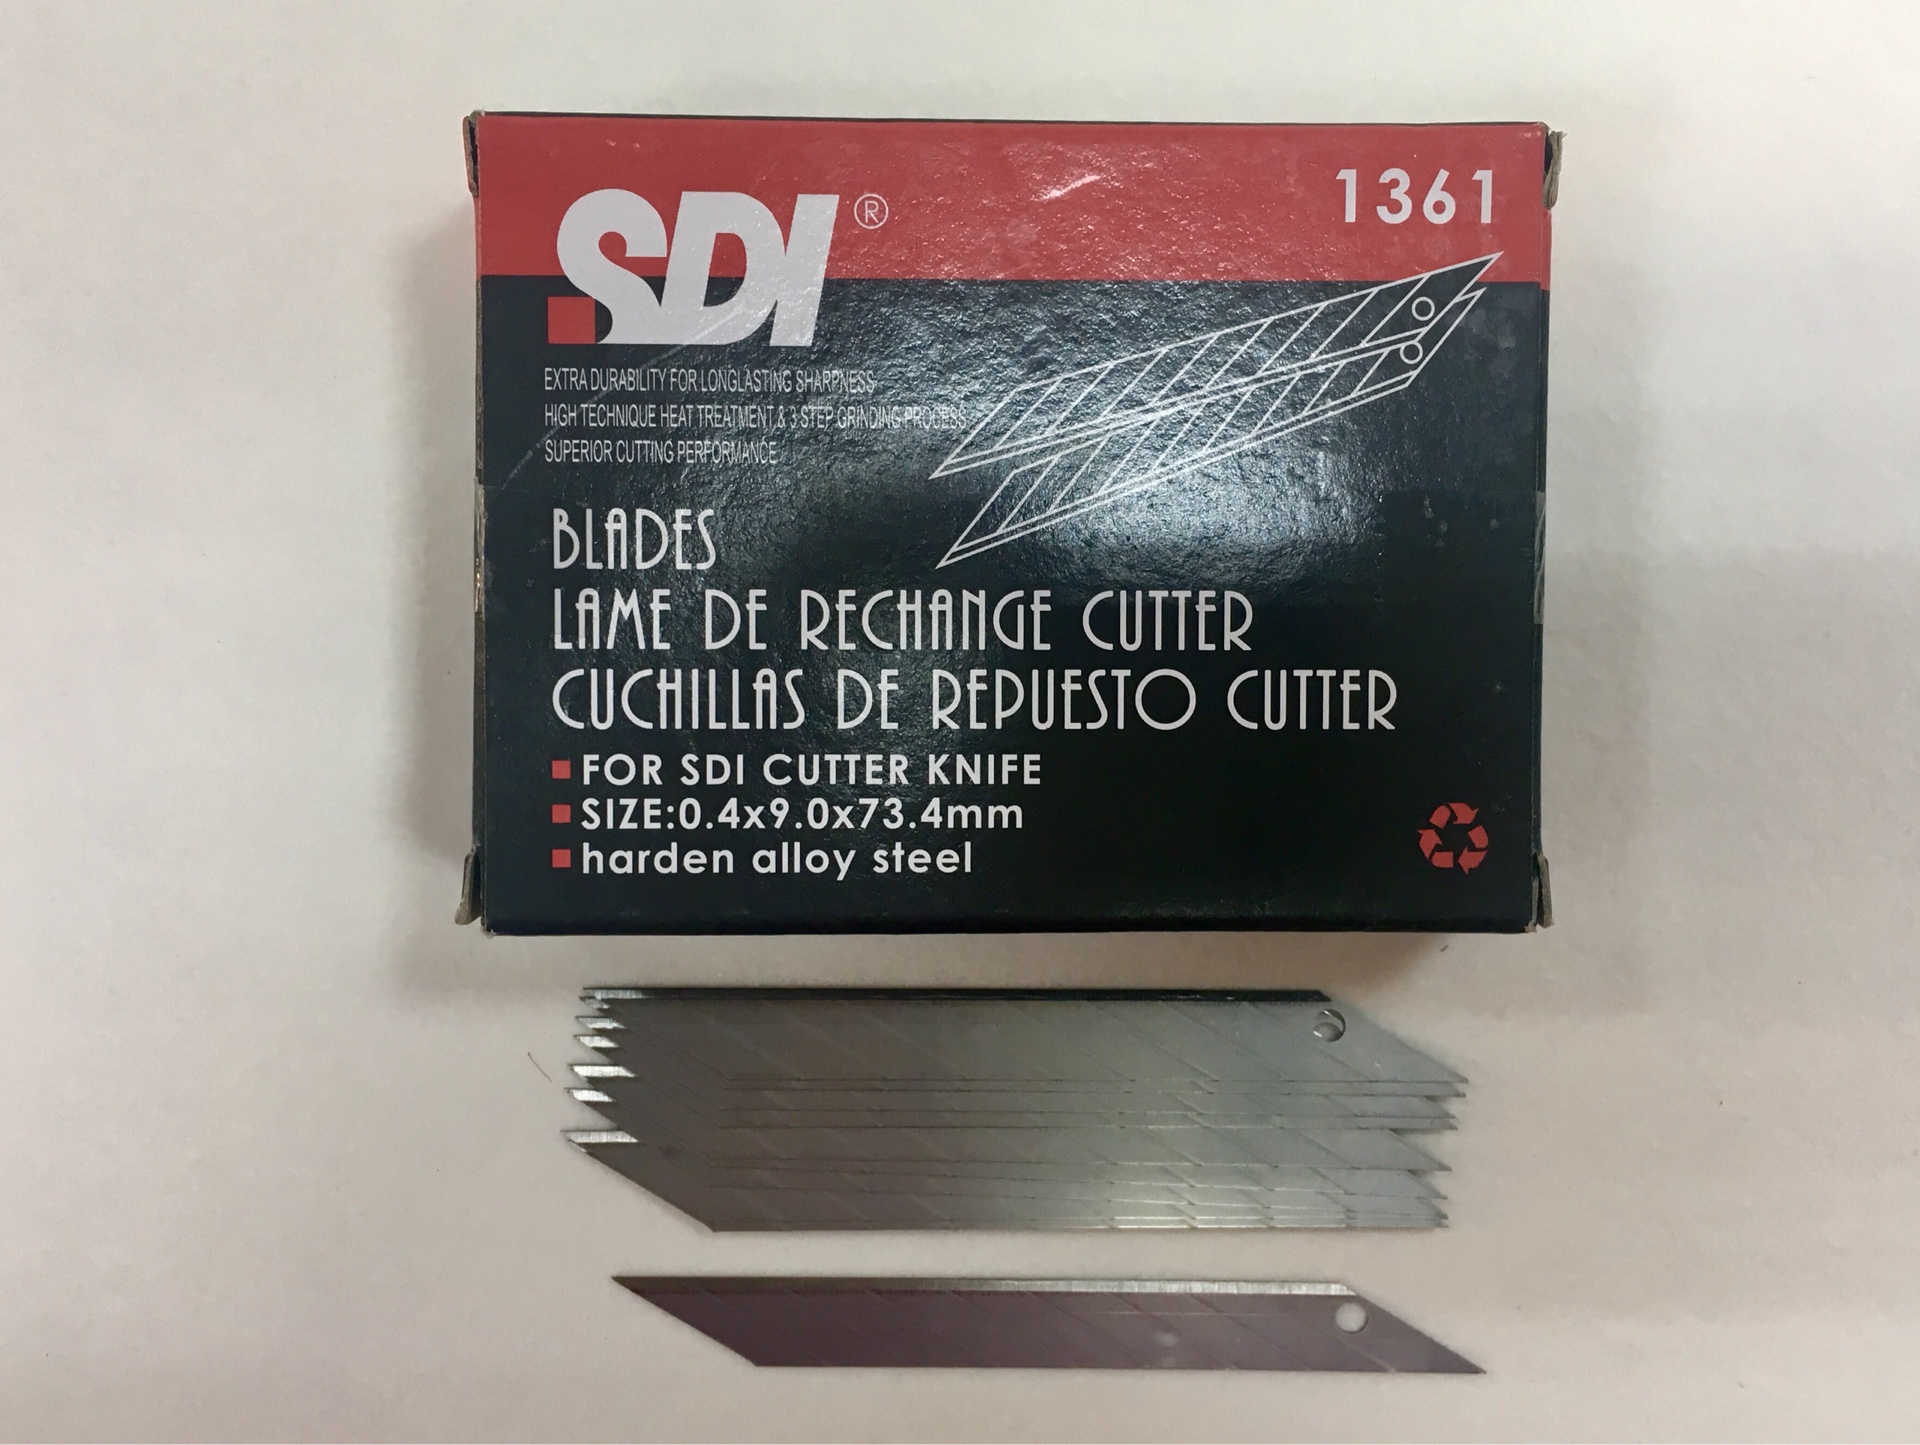 SDI®
1361
EXTRA DURABILITY FOR LONGLASTING SHARPNESS
HIGH TECHNIQUE HEAT TREATMENT & 3 STEP GRINDING PROCESS
SUPERIOR CUTTING PERFORMANCE
BLADES
LAME DE RECHANGE CUTTER
CUCHILLAS DE REPUESTO CUTTER
FOR SDI CUTTER KNIFE
SIZE:0.4x9.0x73.4mm
harden alloy steel